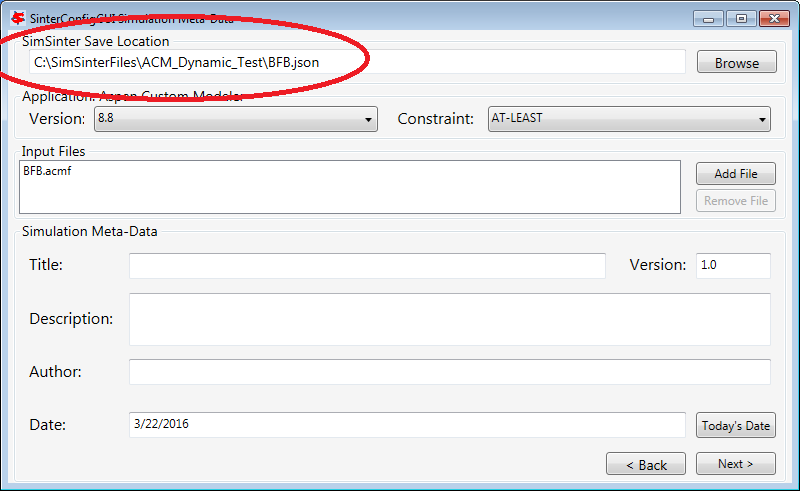 SinterConfigGUI Simulation Meta-Data
SimSinter Save Location
C:\SimSinterFiles\ACM_Dynamic_Test\BFB.json
Browse
Application: Aspen Custom Modeler
Version: 8.8 Constraint: AT-LEAST
Input Files
BFB.acmf
Add File
Remove File
Simulation Meta-Data
Title: Version: 1.0
Description:
Author:
Date: 3/22/2016 Today's Date
< Back Next >